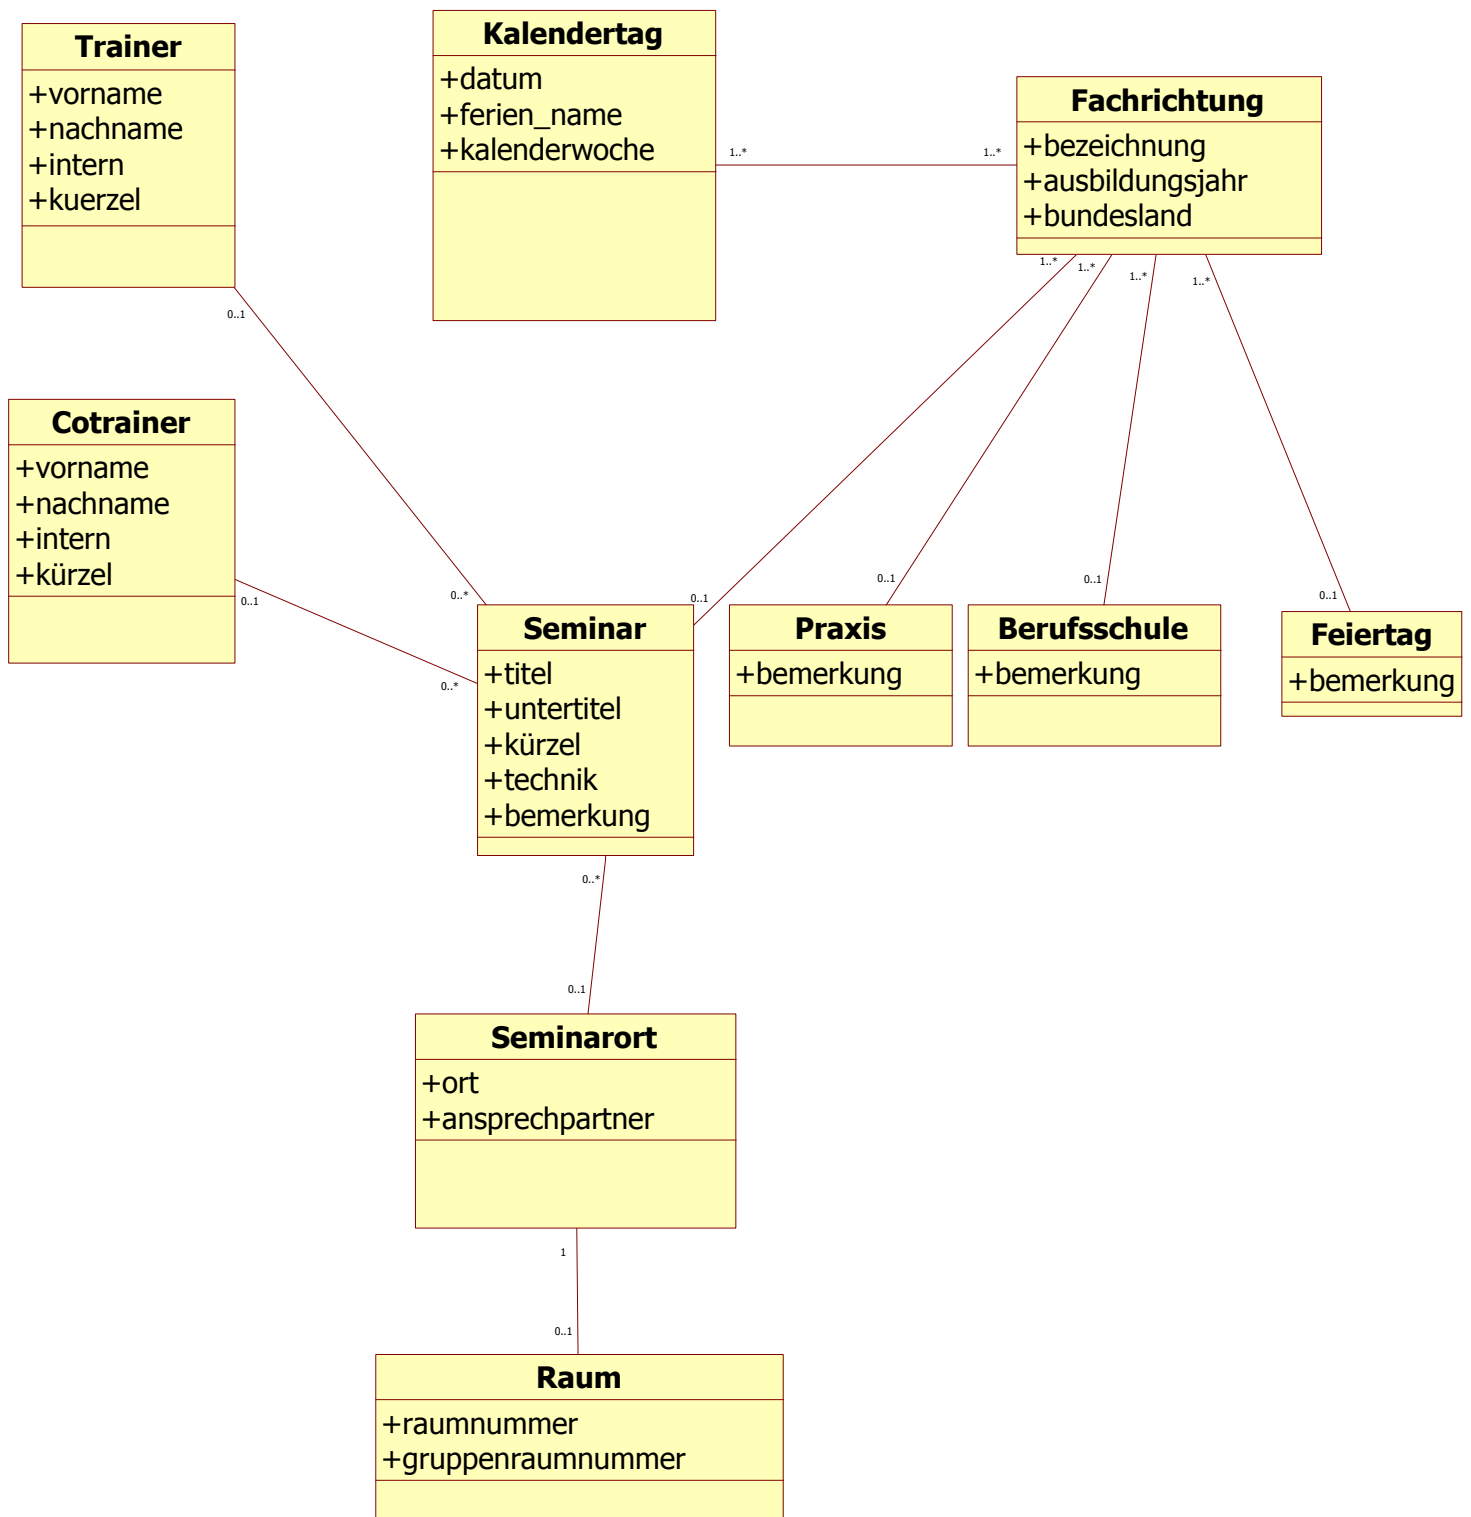 Trainer
+vorname
+nachname
+intern
+kuerzel
Kalendertag
+datum
+ferien_name
+kalenderwoche
Fachrichtung
+bezeichnung
+ausbildungsjahr
+bundesland
1..*
1..*
1..*
1..*
1..*
1..*
0..1
Cotrainer
+vorname
+nachname
+intern
+kürzel
0..1
0..*
0..*
0..1
0..1
0..1
0..1
Seminar
+titel
+untertitel
+kürzel
+technik
+bemerkung
Praxis
+bemerkung
Berufsschule
+bemerkung
Feiertag
+bemerkung
0..*
0..1
Seminarort
+ort
+ansprechpartner
1
0..1
Raum
+raumnummer
+gruppenraumnummer